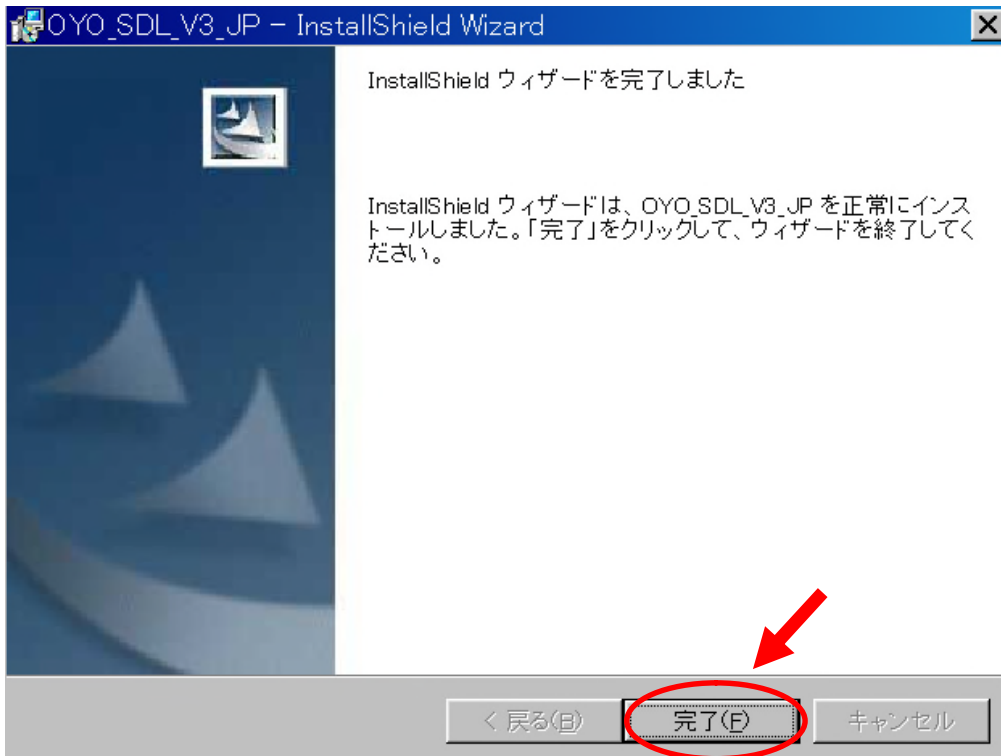 OYO_SDL_V3_JP - InstallShield Wizard
InstallShield ウィザードを完了しました
InstallShield ウィザードは、OYO_SDL_V3_JP を正常にインス
トールしました。「完了」をクリックして、ウィザードを終了してく
ださい。
< 戻る(B) 完了(F) キャンセル